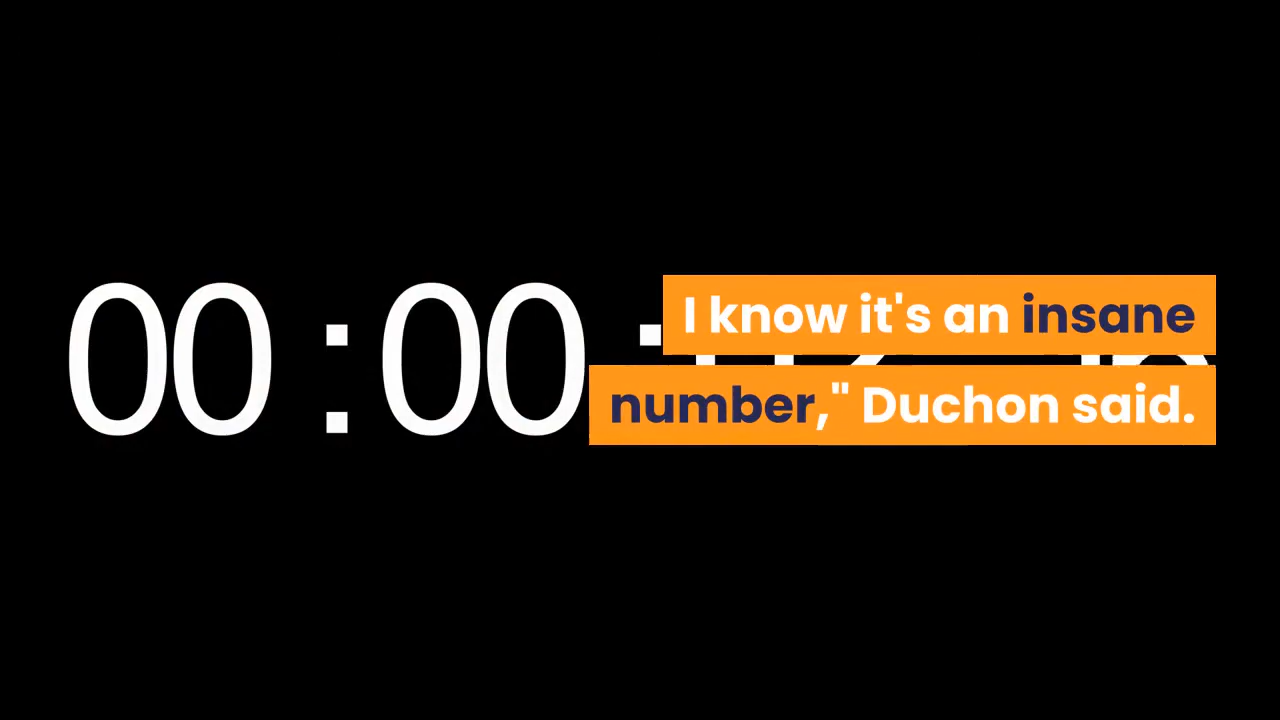 00 : 00 :
I know it's an insane
number," Duchon said.